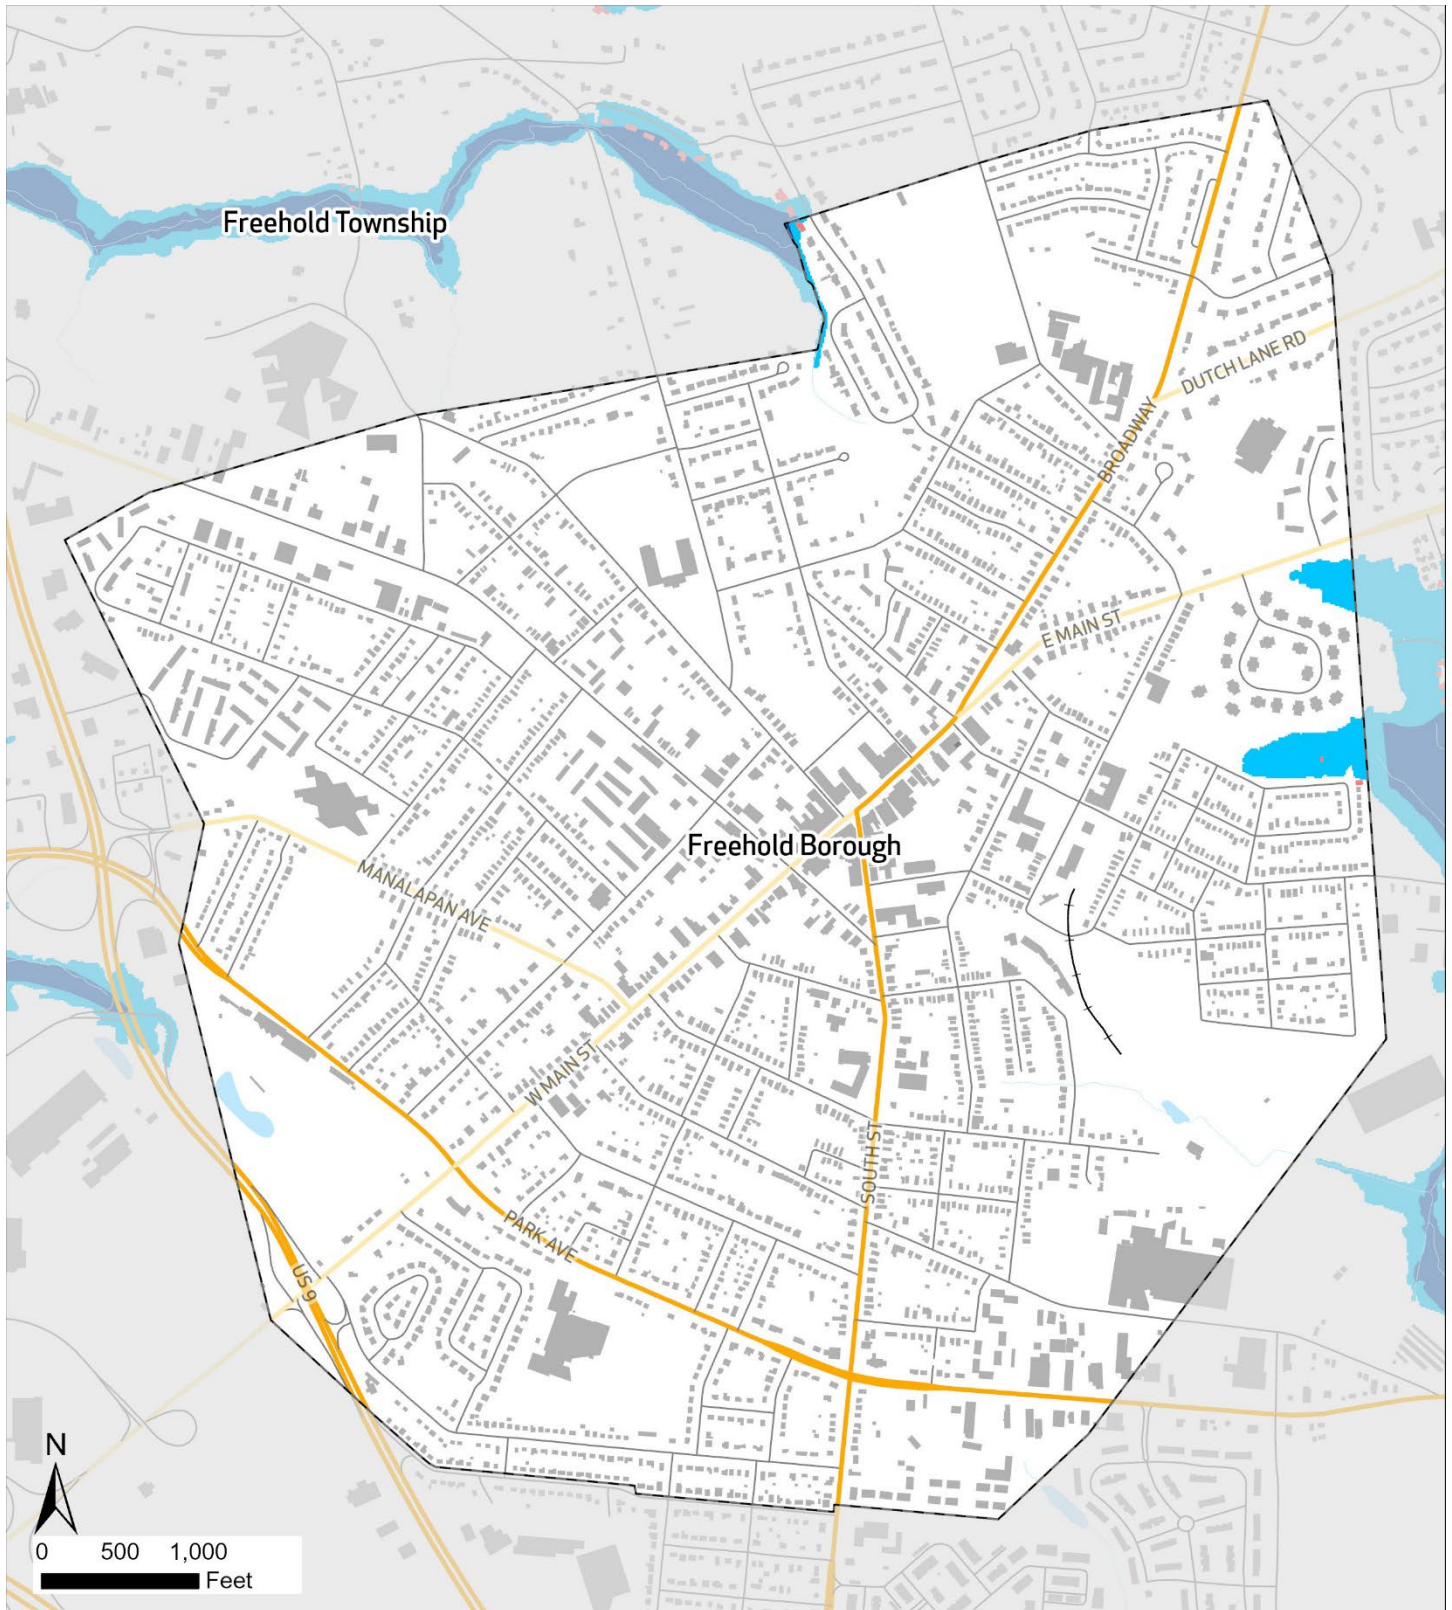 Freehold Township
DUTCH LANE RD
BROADWAY
E MAIN ST
Freehold Borough
MANALAPAN AVE
W MAIN ST
SOUTH ST
PARK AVE
US 9
N
0 500 1,000
Feet